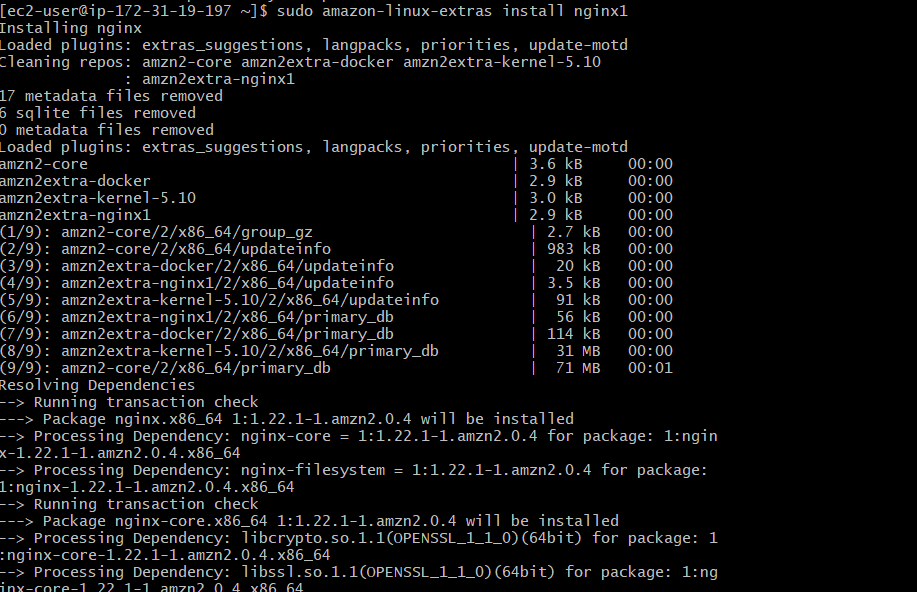 [ec2-user@ip-172-31-19-197 ~]$ sudo amazon-linux-extras install nginx1
Installing nginx
Loaded plugins: extras_suggestions, langpacks, priorities, update-motd
Cleaning repos: amzn2-core amzn2extra-docker amzn2extra-kernel-5.10
              : amzn2extra-nginx1
17 metadata files removed
6 sqlite files removed
0 metadata files removed
Loaded plugins: extras_suggestions, langpacks, priorities, update-motd
amzn2-core                                               | 3.6 kB     00:00
amzn2extra-docker                                        | 2.9 kB     00:00
amzn2extra-kernel-5.10                                   | 3.0 kB     00:00
amzn2extra-nginx1                                        | 2.9 kB     00:00
(1/9): amzn2-core/2/x86_64/group_gz                        | 2.7 kB   00:00
(2/9): amzn2-core/2/x86_64/updateinfo                      | 983 kB   00:00
(3/9): amzn2extra-docker/2/x86_64/updateinfo               |  20 kB   00:00
(4/9): amzn2extra-nginx1/2/x86_64/updateinfo               | 3.5 kB   00:00
(5/9): amzn2extra-kernel-5.10/2/x86_64/updateinfo          |  91 kB   00:00
(6/9): amzn2extra-nginx1/2/x86_64/primary_db               |  56 kB   00:00
(7/9): amzn2extra-docker/2/x86_64/primary_db               | 114 kB   00:00
(8/9): amzn2extra-kernel-5.10/2/x86_64/primary_db          |  31 MB   00:00
(9/9): amzn2-core/2/x86_64/primary_db                      |  71 MB   00:01
Resolving Dependencies
--> Running transaction check
---> Package nginx.x86_64 1:1.22.1-1.amzn2.0.4 will be installed
--> Processing Dependency: nginx-core = 1:1.22.1-1.amzn2.0.4 for package: 1:ngin
x-1.22.1-1.amzn2.0.4.x86_64
--> Processing Dependency: nginx-filesystem = 1:1.22.1-1.amzn2.0.4 for package:
1:nginx-1.22.1-1.amzn2.0.4.x86_64
--> Running transaction check
---> Package nginx-core.x86_64 1:1.22.1-1.amzn2.0.4 will be installed
--> Processing Dependency: libcrypto.so.1.1(OPENSSL_1_1_0)(64bit) for package: 1
:nginx-core-1.22.1-1.amzn2.0.4.x86_64
--> Processing Dependency: libssl.so.1.1(OPENSSL_1_1_0)(64bit) for package: 1:ng
inx-core-1.22.1-1.amzn2.0.4.x86_64